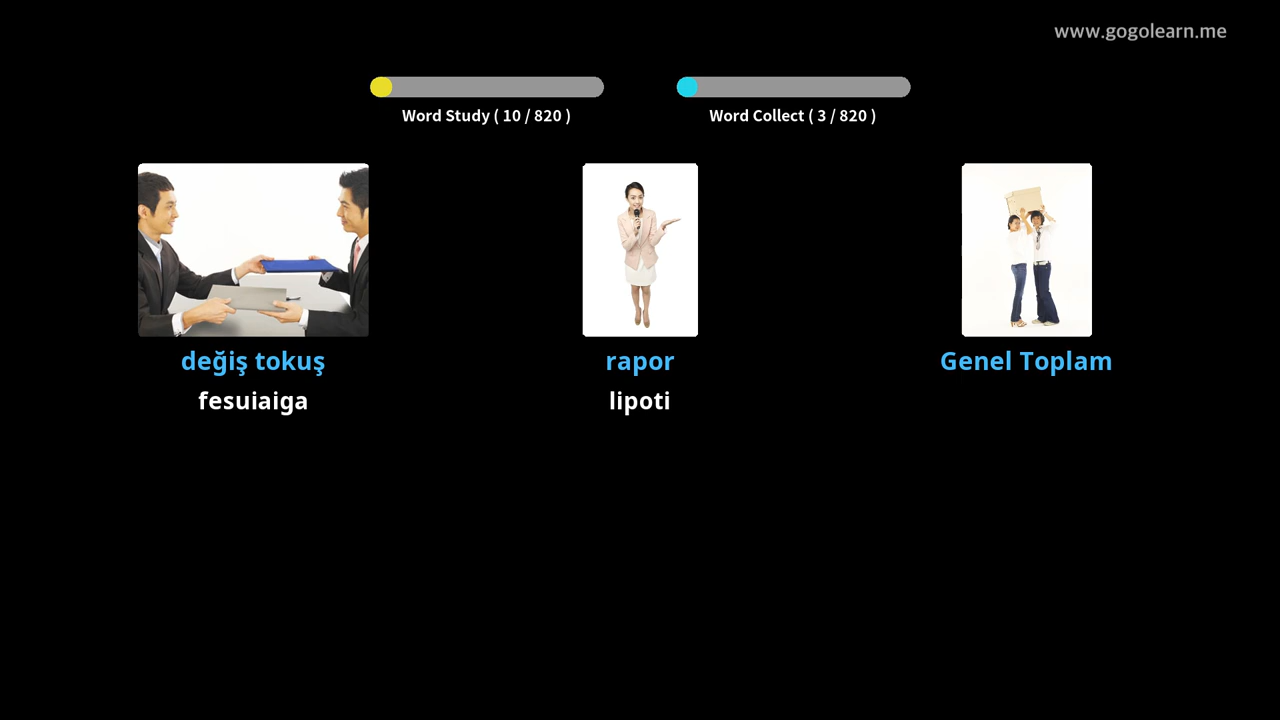 www.gogolearn.me
Word Study ( 10 / 820 )
Word Collect ( 3 / 820 )
değiş tokuş
fesuiaiga
rapor
lipoti
Genel Toplam